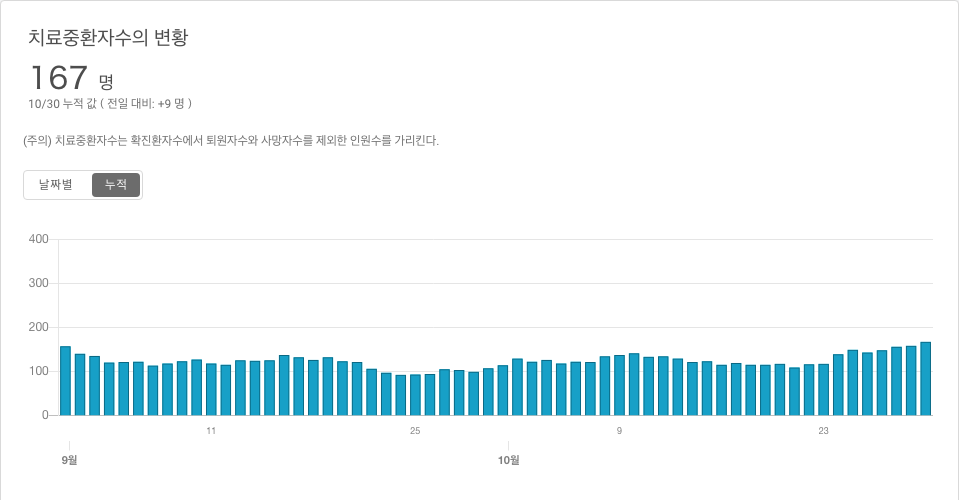 치료중환자수의 변황
167 명
10/30 누적 값 ( 전일 대비: +9 명 )
(주의) 치료중환자수는 확진환자수에서 퇴원자수와 사망자수를 제외한 인원수를 가리킨다.
날짜별 누적
400
300
200
100
0
11 25 9 23
9월 10월